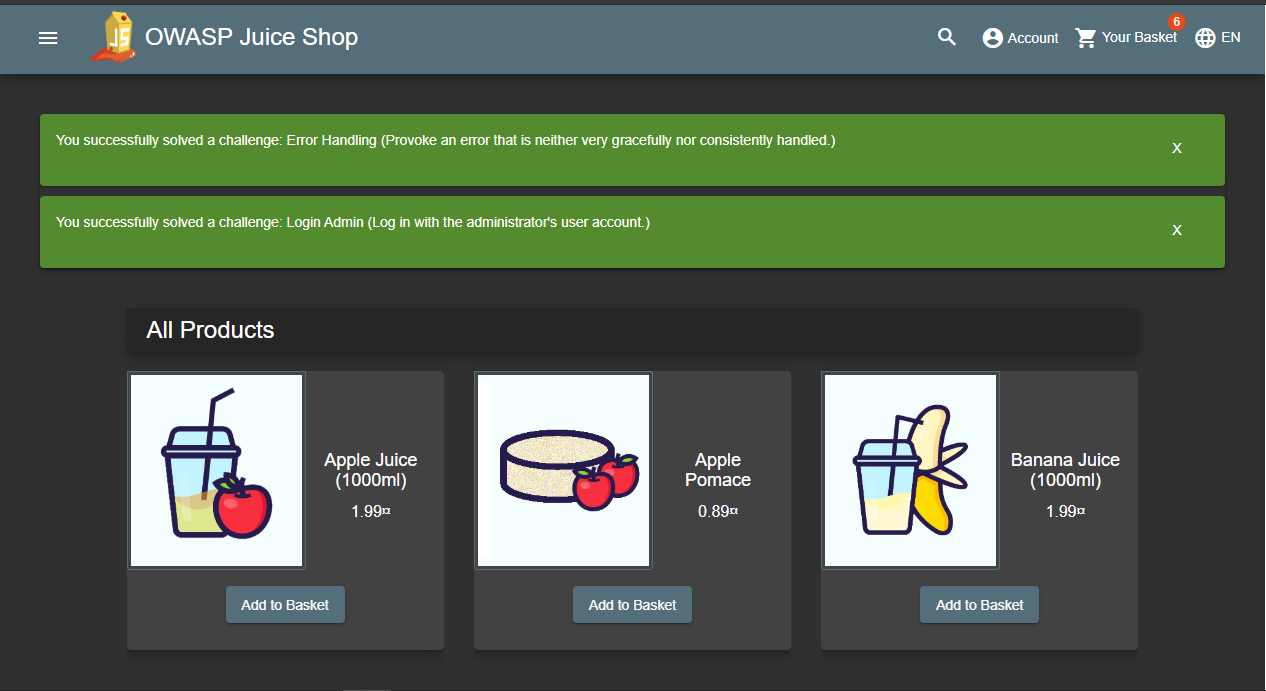 JS
OWASP Juice Shop
Account
Your Basket
6
EN
You successfully solved a challenge: Error Handling (Provoke an error that is neither very gracefully nor consistently handled.)
X
You successfully solved a challenge: Login Admin (Log in with the administrator's user account.)
X
All Products
Apple Juice
(1000ml)
1.99¤
Add to Basket
Apple
Pomace
0.89¤
Add to Basket
Banana Juice
(1000ml)
1.99¤
Add to Basket